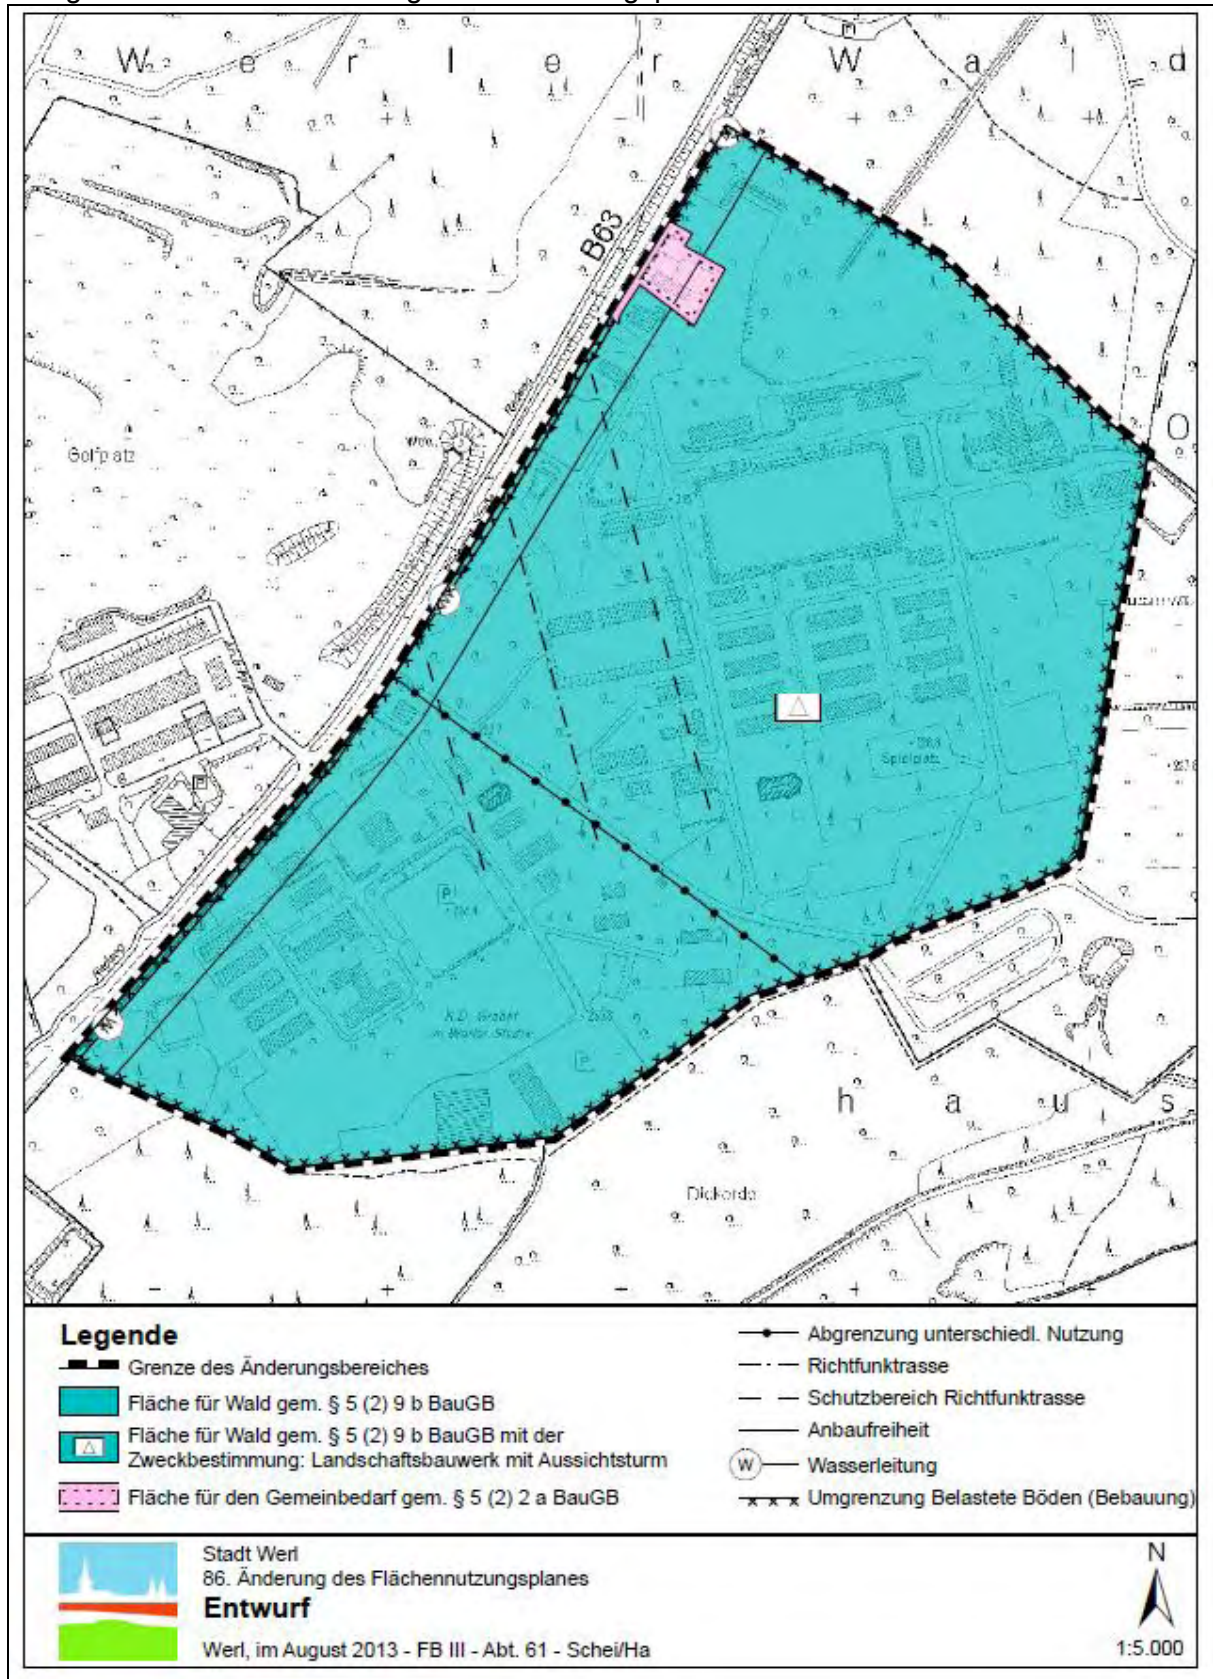 W e r l e r W a l d
B63
Radweg
Golfplatz
O
W
Spielplatz
P
P
K.D. Gräber
Radweg
W
P
h a u s
Legende
Grenze des Änderungsbereiches
Fläche für Wald gem. § 5 (2) 9 b BauGB
Fläche für Wald gem. § 5 (2) 9 b BauGB mit der
Zweckbestimmung: Landschaftsbauwerk mit Aussichtsturm
Fläche für den Gemeinbedarf gem. § 5 (2) 2 a BauGB
Abgrenzung unterschiedl. Nutzung
Richtfunktrasse
Schutzbereich Richtfunktrasse
Anbaufreiheit
W Wasserleitung
Umgrenzung Belastete Böden (Bebauung)
Stadt Werl
86. Änderung des Flächennutzungsplanes
Entwurf
Werl, im August 2013 - FB III - Abt. 61 - Schei/Ha
N
1:5.000